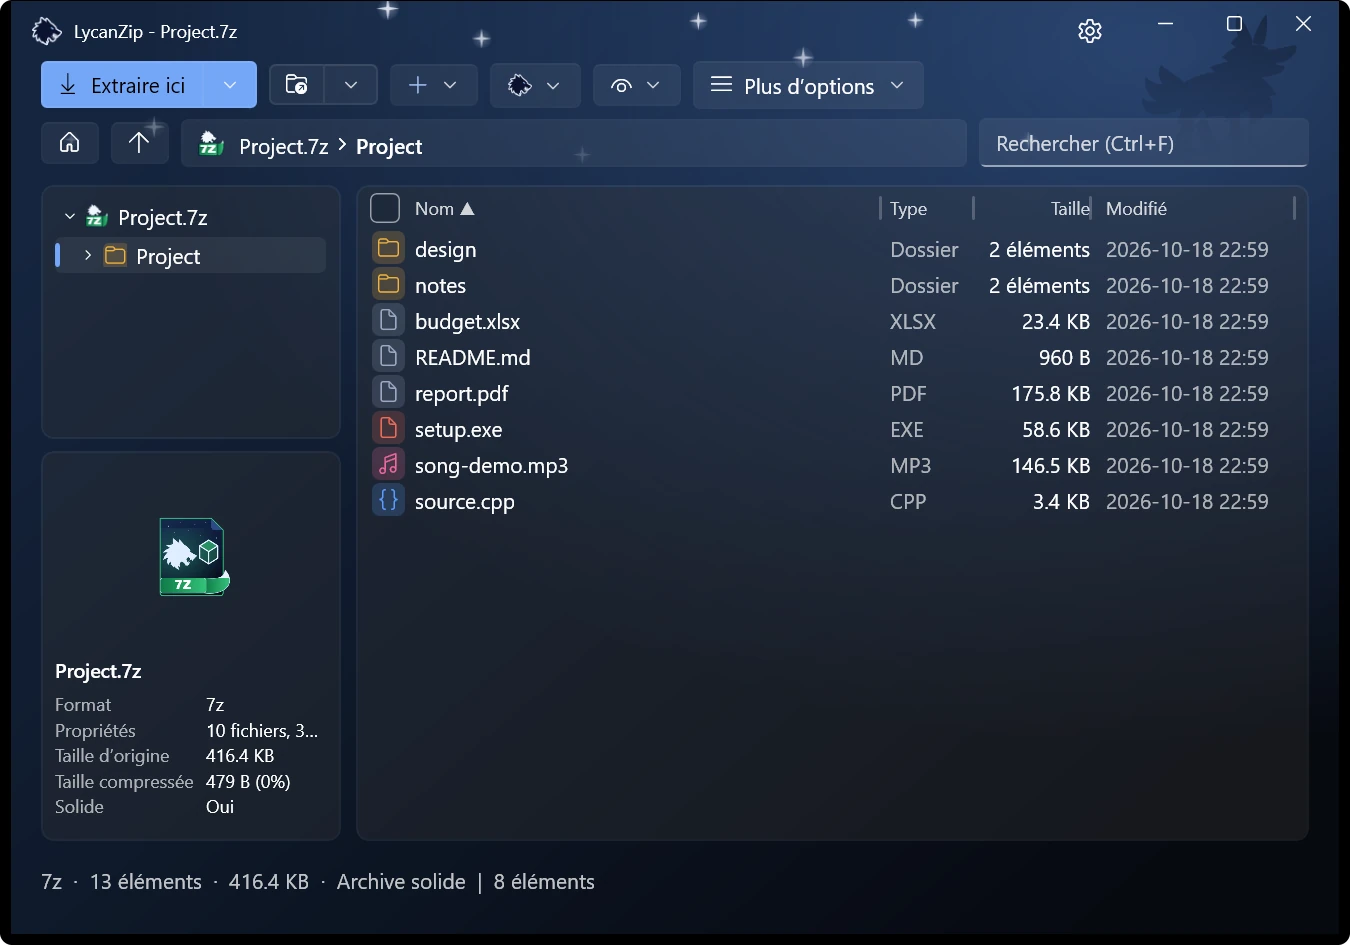 LycanZip - Project.7z
Extraire ici
Plus d'options
Project.7z > Project
Rechercher (Ctrl+F)
Project.7z
Project
Nom ▲ Type Taille Modifié
design Dossier 2 éléments 2026-10-18 22:59
notes Dossier 2 éléments 2026-10-18 22:59
budget.xlsx XLSX 23.4 KB 2026-10-18 22:59
README.md MD 960 B 2026-10-18 22:59
report.pdf PDF 175.8 KB 2026-10-18 22:59
setup.exe EXE 58.6 KB 2026-10-18 22:59
song-demo.mp3 MP3 146.5 KB 2026-10-18 22:59
source.cpp CPP 3.4 KB 2026-10-18 22:59
7Z
Project.7z
Format 7z
Propriétés 10 fichiers, 3...
Taille d'origine 416.4 KB
Taille compressée 479 B (0%)
Solide Oui
7z · 13 éléments · 416.4 KB · Archive solide | 8 éléments